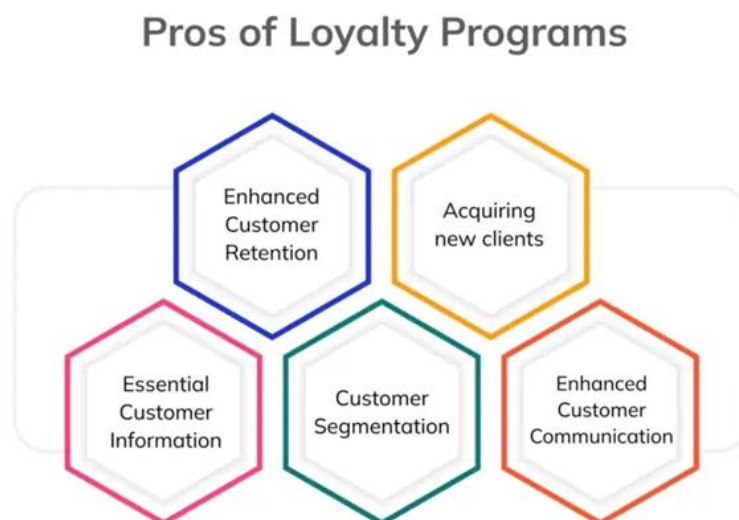 Pros of Loyalty Programs
Enhanced
Customer
Retention
Acquiring
new clients
Essential
Customer
Information
Customer
Segmentation
Enhanced
Customer
Communication